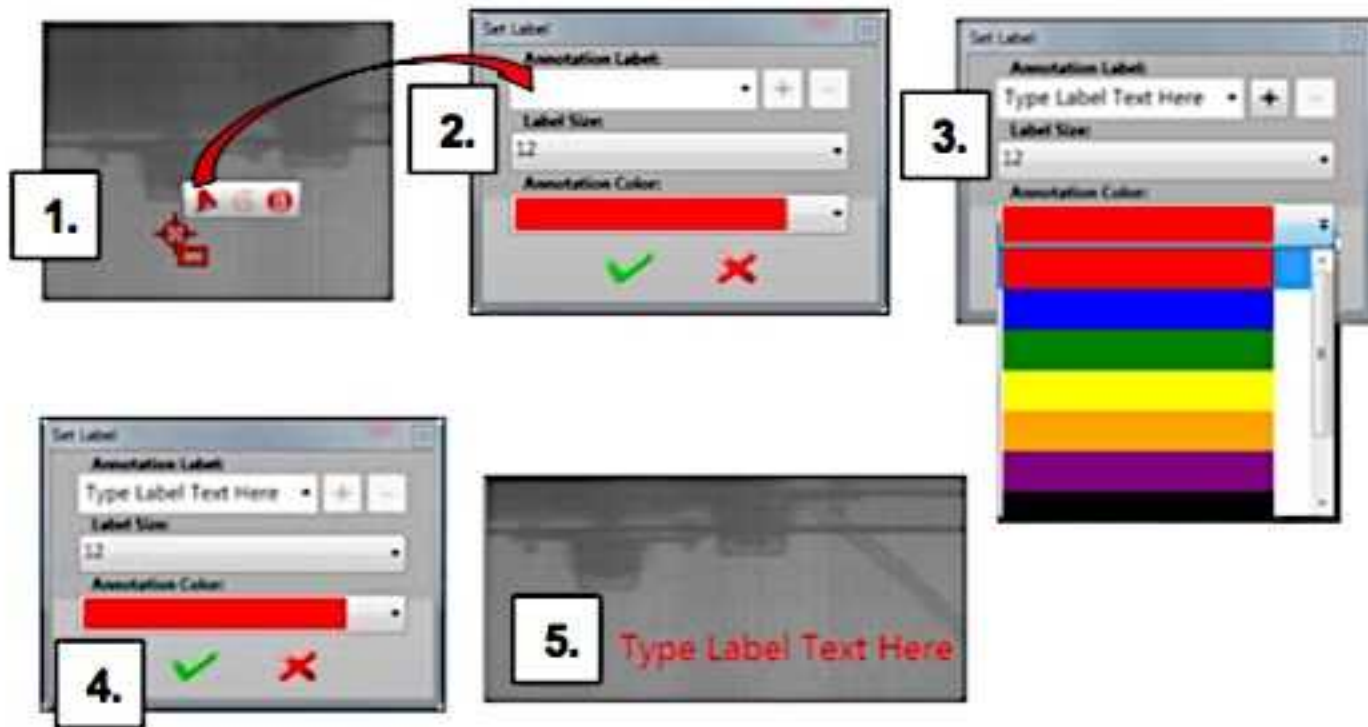 1.
2.
Set Label
Annotation Label:
Label Size:
12
Annotation Color:
3.
Set Label
Annotation Label:
Type Label Text Here
Label Size:
12
Annotation Color:
4.
Set Label
Annotation Label:
Type Label Text Here
Label Size:
12
Annotation Color:
5.
Type Label Text Here